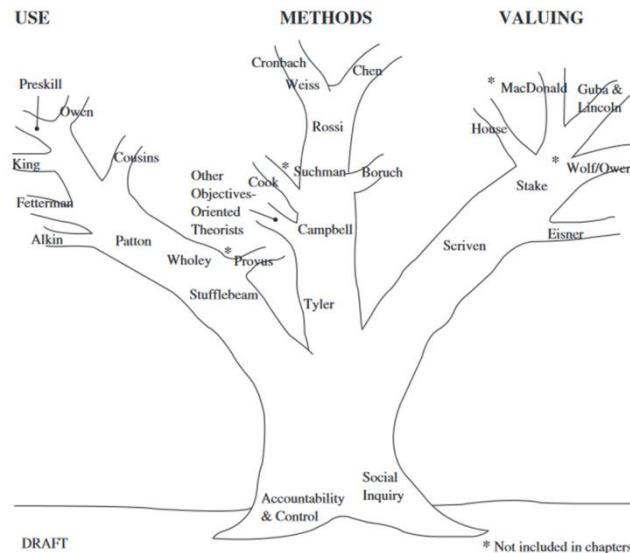 USE
METHODS
VALUING
Preskill
Owen
King
Cousins
Fetterman
Alkin
Patton
Wholey
* Provus
Stufflebeam
Cronbach
Weiss
Chen
Rossi
* Suchman
Cook
Boruch
Other
Objectives-
Oriented
Theorists
Campbell
Tyler
* MacDonald
Guba &
Lincoln
House
* Wolf/Owen
Stake
Eisner
Scriven
Accountability
& Control
Social
Inquiry
DRAFT
* Not included in chapters